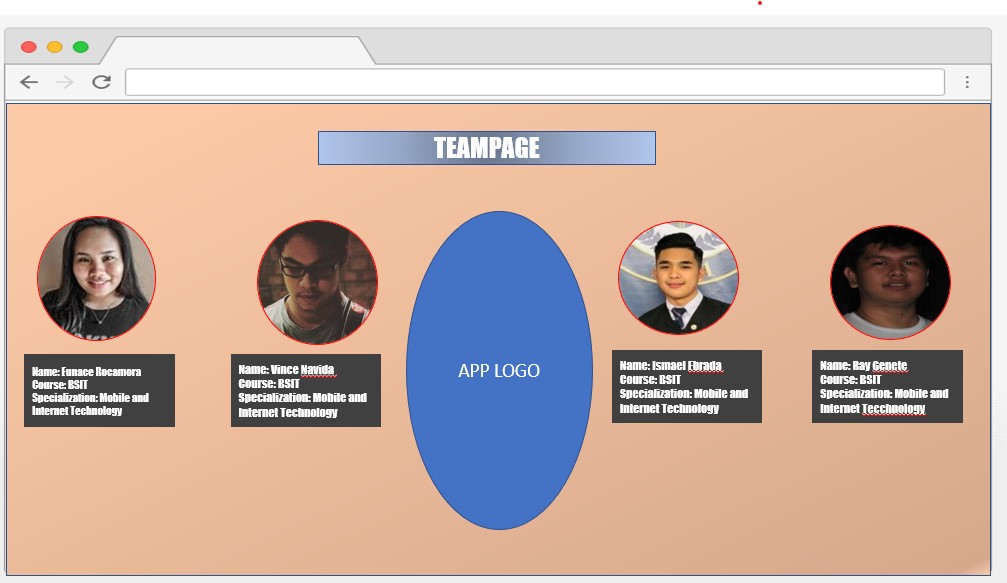 TEAMPAGE
Name: Eunace Rocamora
Course: BSIT
Specialization: Mobile and
Internet Technology
Name: Vince Navida
Course: BSIT
Specialization: Mobile and
Internet Technology
APP LOGO
Name: Ismael Ebrada
Course: BSIT
Specialization: Mobile and
Internet Technology
Name: Ray Genete
Course: BSIT
Specialization: Mobile and
Internet Tecchnology